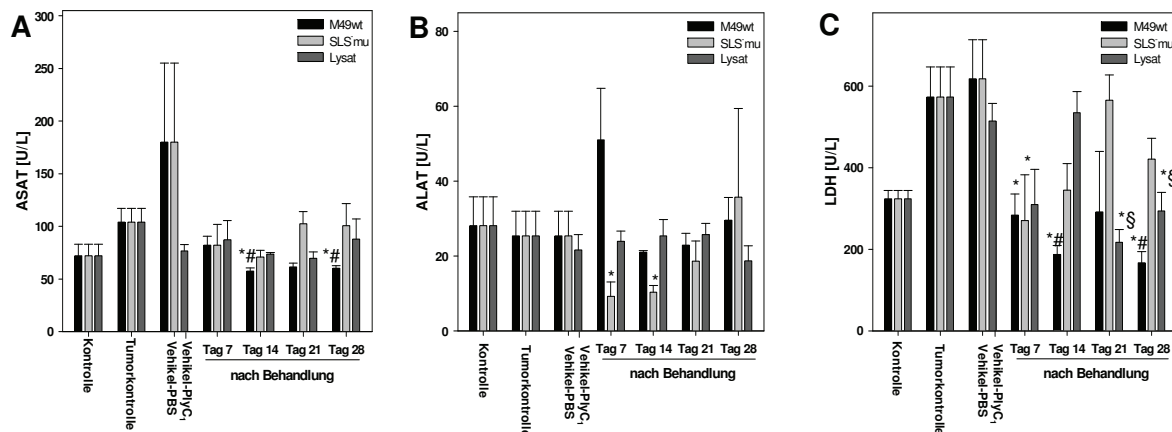 A
ASAT [U/L]
300
250
200
150
100
50
0
M49wt
SLS⁻mu
Lysat
*#
*#
Kontrolle
Tumorkontrolle
Vehikel-PBS
Vehikel-PlyC₁
Tag 7
Tag 14
Tag 21
Tag 28
nach Behandlung
B
ALAT [U/L]
80
60
40
20
0
M49wt
SLS⁻mu
Lysat
*
*
Kontrolle
Tumorkontrolle
Vehikel-PBS
Vehikel-PlyC₁
Tag 7
Tag 14
Tag 21
Tag 28
nach Behandlung
C
LDH [U/L]
600
400
200
0
M49wt
SLS⁻mu
Lysat
*
*
*#
*§
*#
*§
Kontrolle
Tumorkontrolle
Vehikel-PBS
Vehikel-PlyC₁
Tag 7
Tag 14
Tag 21
Tag 28
nach Behandlung